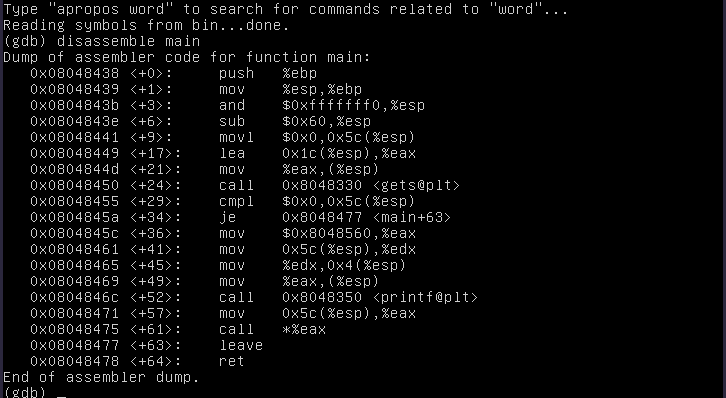 Type "apropos word" to search for commands related to "word"...
Reading symbols from bin...done.
(gdb) disassemble main
Dump of assembler code for function main:
   0x08048438 <+0>:     push   %ebp
   0x08048439 <+1>:     mov    %esp,%ebp
   0x0804843b <+3>:     and    $0xfffffff0,%esp
   0x0804843e <+6>:     sub    $0x60,%esp
   0x08048441 <+9>:     movl   $0x0,0x5c(%esp)
   0x08048449 <+17>:    lea    0x1c(%esp),%eax
   0x0804844d <+21>:    mov    %eax,(%esp)
   0x08048450 <+24>:    call   0x8048330 <gets@plt>
   0x08048455 <+29>:    cmpl   $0x0,0x5c(%esp)
   0x0804845a <+34>:    je     0x8048477 <main+63>
   0x0804845c <+36>:    mov    $0x8048560,%eax
   0x08048461 <+41>:    mov    0x5c(%esp),%edx
   0x08048465 <+45>:    mov    %edx,0x4(%esp)
   0x08048469 <+49>:    mov    %eax,(%esp)
   0x0804846c <+52>:    call   0x8048350 <printf@plt>
   0x08048471 <+57>:    mov    0x5c(%esp),%eax
   0x08048475 <+61>:    call   *%eax
   0x08048477 <+63>:    leave
   0x08048478 <+64>:    ret
End of assembler dump.
(gdb) _